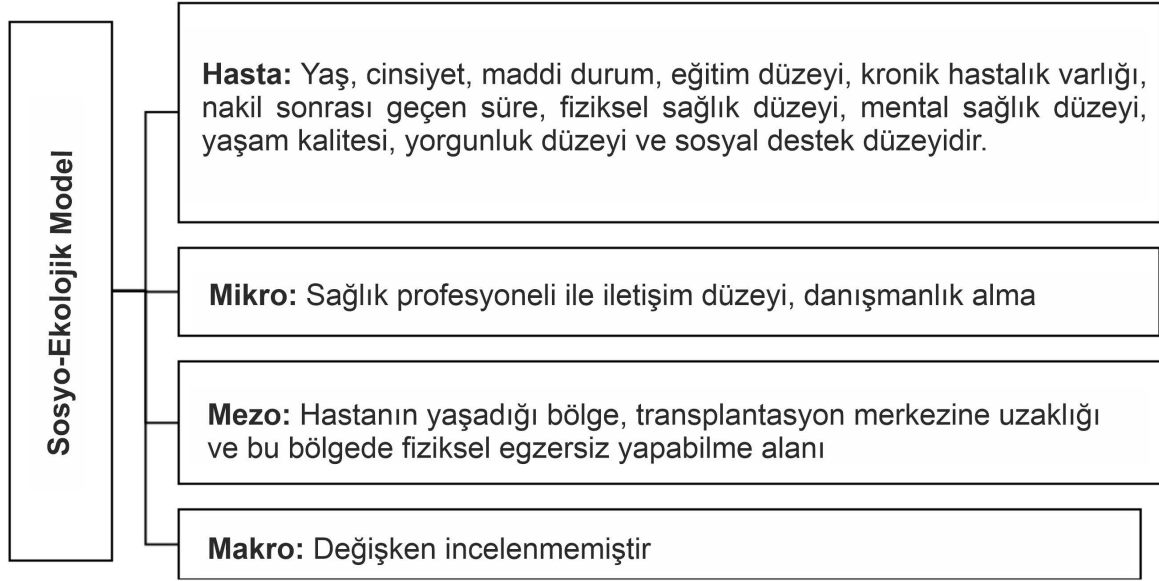 Sosyo-Ekolojik Model
Hasta: Yaş, cinsiyet, maddi durum, eğitim düzeyi, kronik hastalık varlığı,
nakil sonrası geçen süre, fiziksel sağlık düzeyi, mental sağlık düzeyi,
yaşam kalitesi, yorgunluk düzeyi ve sosyal destek düzeyidir.
Mikro: Sağlık profesyoneli ile iletişim düzeyi, danışmanlık alma
Mezo: Hastanın yaşadığı bölge, transplantasyon merkezine uzaklığı
ve bu bölgede fiziksel egzersiz yapabilme alanı
Makro: Değişken incelenmemiştir